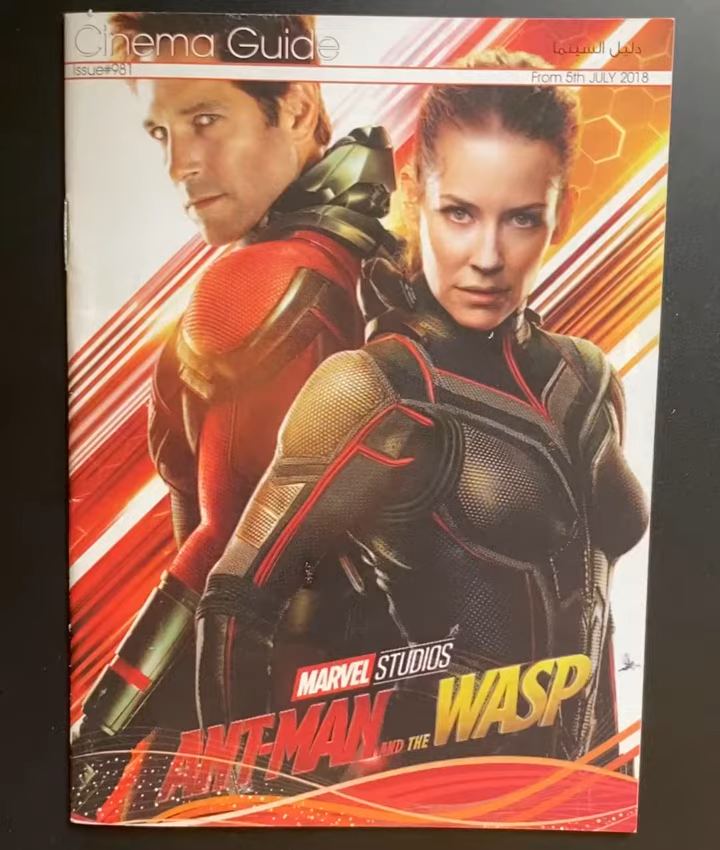 Cinema Guide
دليل السينما
Issue#981
From 5th JULY 2018
MARVEL STUDIOS
ANT-MAN AND THE WASP